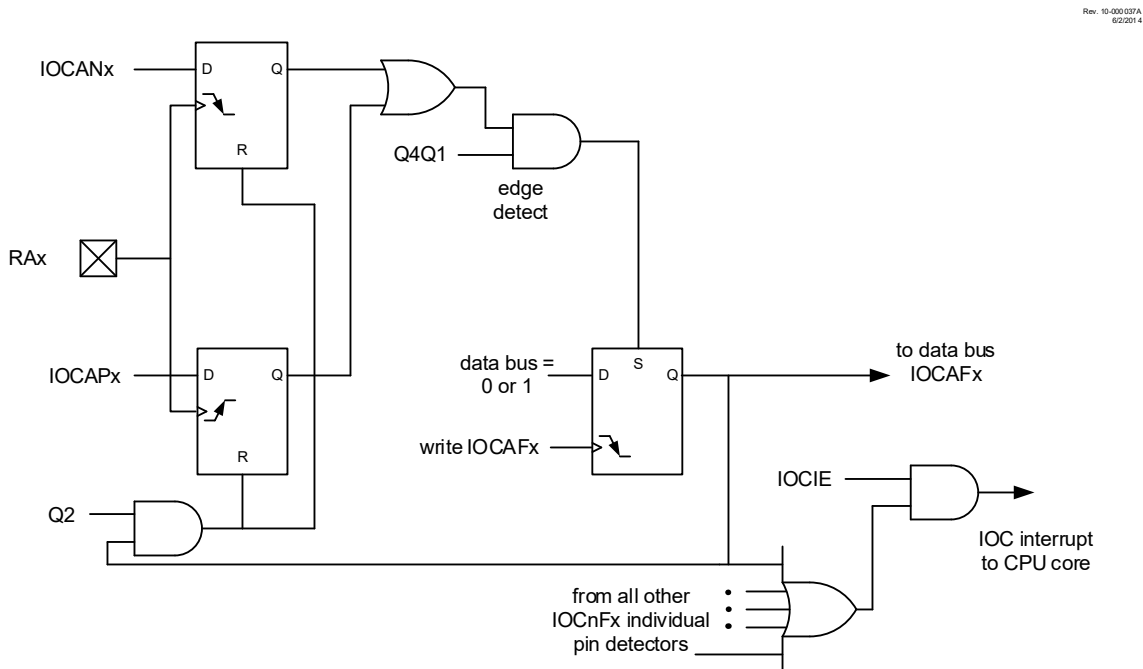 Rev. 10-000037A
6/2/2014
IOCANx
D
Q
R
Q4Q1
edge
detect
RAx
IOCAPx
D
Q
R
data bus =
0 or 1
S
D
Q
to data bus
IOCAFx
write IOCAFx
IOCIE
Q2
IOC interrupt
to CPU core
from all other
IOCnFx individual
pin detectors